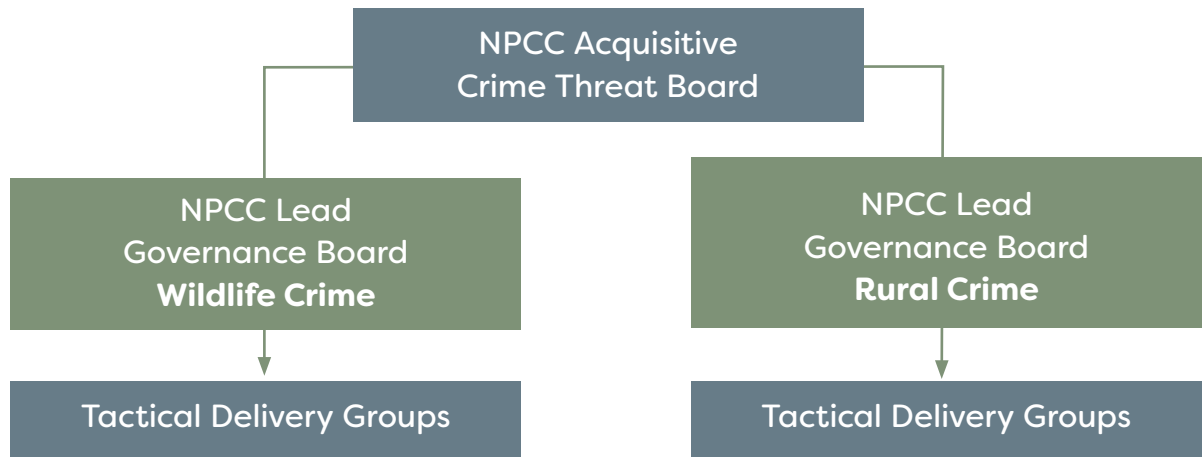 NPCC Acquisitive
Crime Threat Board
NPCC Lead
Governance Board
Wildlife Crime
NPCC Lead
Governance Board
Rural Crime
Tactical Delivery Groups
Tactical Delivery Groups